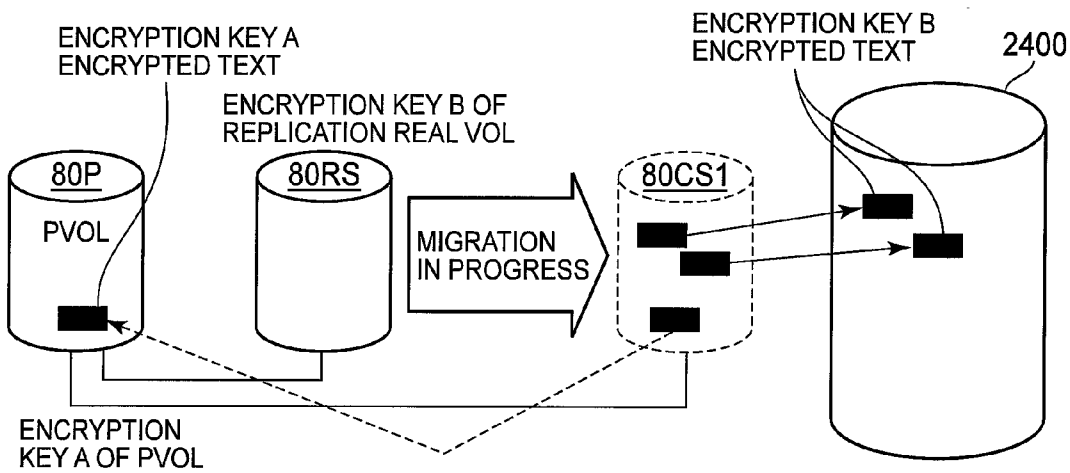 ENCRYPTION KEY A
ENCRYPTED TEXT
ENCRYPTION KEY B OF
REPLICATION REAL VOL
ENCRYPTION KEY B
ENCRYPTED TEXT
2400
80P
PVOL
80RS
MIGRATION
IN PROGRESS
80CS1
ENCRYPTION
KEY A OF PVOL